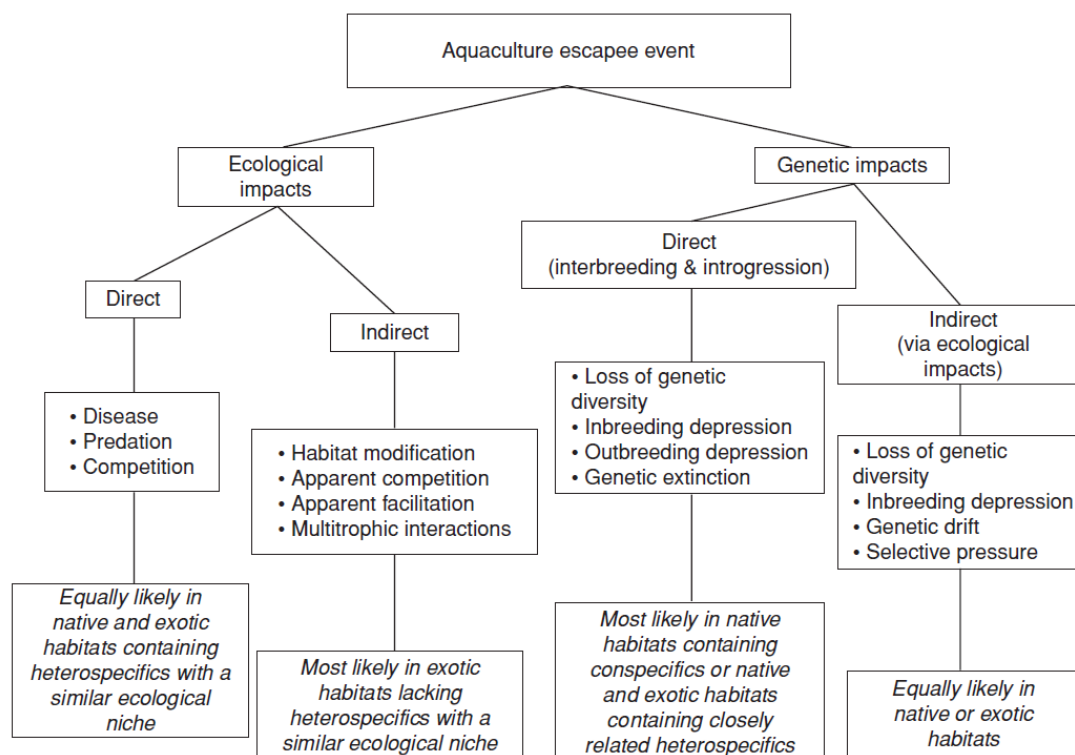 Aquaculture escapee event
Ecological
impacts
Genetic impacts
Direct
Indirect
Direct
(interbreeding & introgression)
Indirect
(via ecological
impacts)
• Disease
• Predation
• Competition
• Habitat modification
• Apparent competition
• Apparent facilitation
• Multitrophic interactions
• Loss of genetic
diversity
• Inbreeding depression
• Outbreeding depression
• Genetic extinction
• Loss of genetic
diversity
• Inbreeding depression
• Genetic drift
• Selective pressure
Equally likely in
native and exotic
habitats containing
heterospecifics with a
similar ecological
niche
Most likely in exotic
habitats lacking
heterospecifics with a
similar ecological niche
Most likely in native
habitats containing
conspecifics or native
and exotic habitats
containing closely
related heterospecifics
Equally likely in
native or exotic
habitats